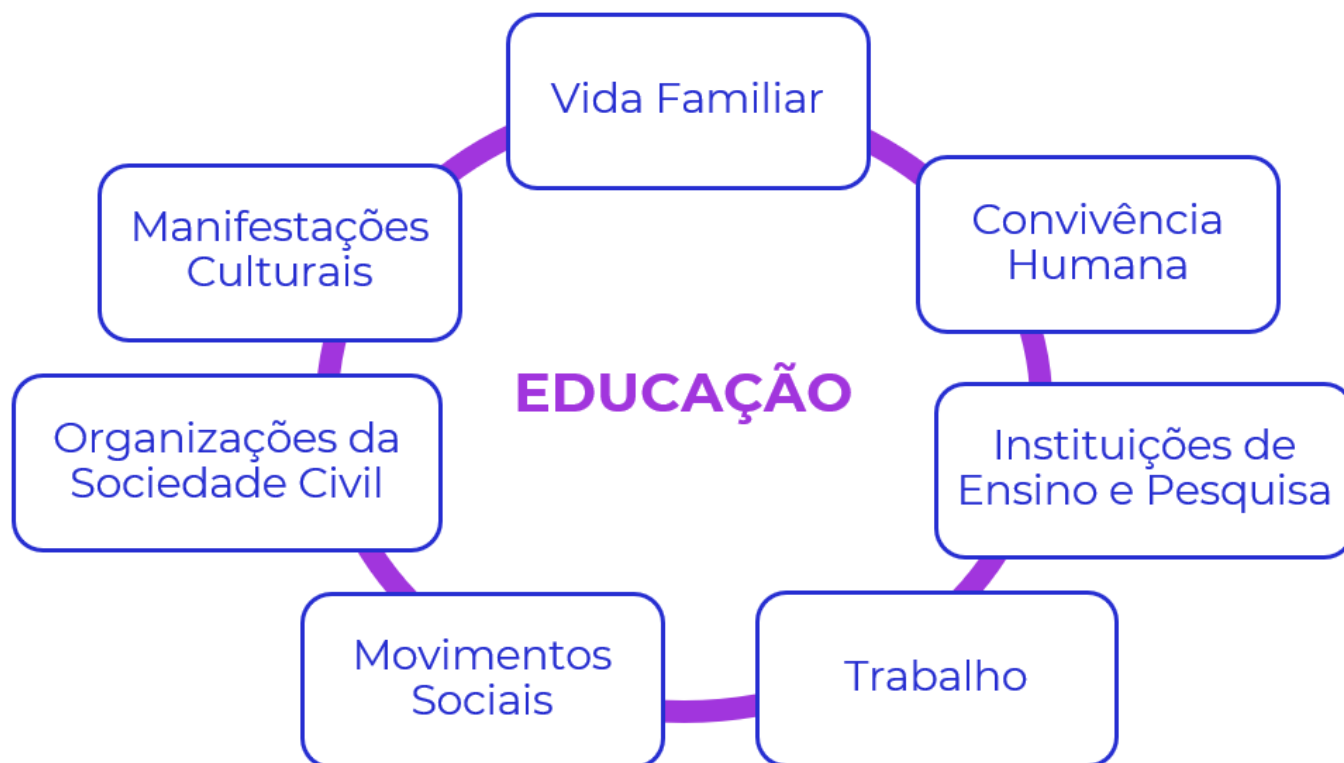 Vida Familiar
Convivência
Humana
Instituições de
Ensino e Pesquisa
Trabalho
Movimentos
Sociais
Organizações da
Sociedade Civil
Manifestações
Culturais
EDUCAÇÃO